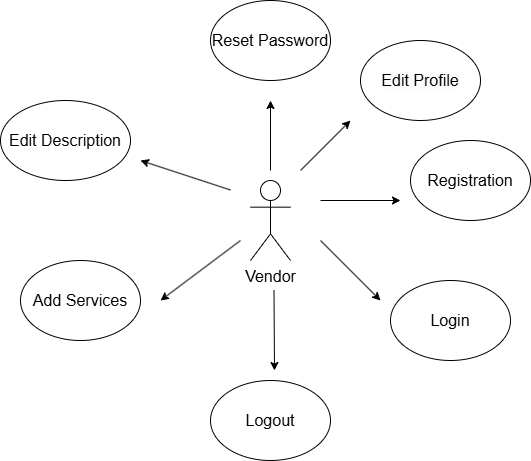 Reset Password
Edit Profile
Edit Description
Registration
Vendor
Add Services
Login
Logout